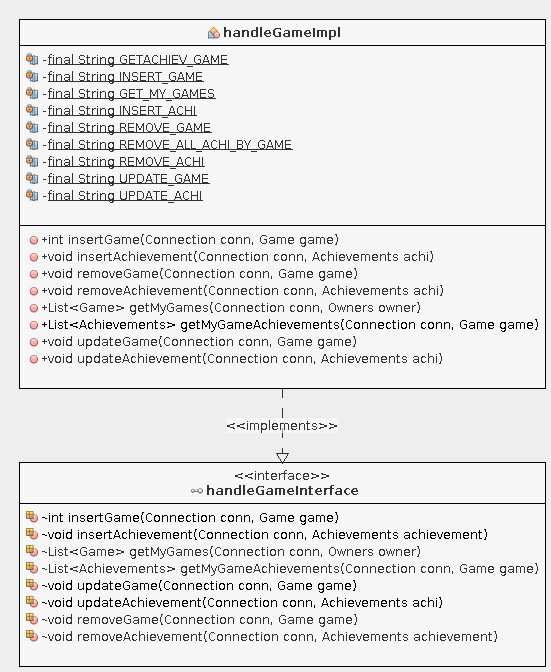 handleGameImpl
-final String GETACHIEV_GAME
-final String INSERT_GAME
-final String GET_MY_GAMES
-final String INSERT_ACHI
-final String REMOVE_GAME
-final String REMOVE_ALL_ACHI_BY_GAME
-final String REMOVE_ACHI
-final String UPDATE_GAME
-final String UPDATE_ACHI
+int insertGame(Connection conn, Game game)
+void insertAchievement(Connection conn, Achievements achi)
+void removeGame(Connection conn, Game game)
+void removeAchievement(Connection conn, Achievements achi)
+List<Game> getMyGames(Connection conn, Owners owner)
+List<Achievements> getMyGameAchievements(Connection conn, Game game)
+void updateGame(Connection conn, Game game)
+void updateAchievement(Connection conn, Achievements achi)
<<implements>>
<<interface>>
handleGameInterface
~int insertGame(Connection conn, Game game)
~void insertAchievement(Connection conn, Achievements achievement)
~List<Game> getMyGames(Connection conn, Owners owner)
~List<Achievements> getMyGameAchievements(Connection conn, Game game)
~void updateGame(Connection conn, Game game)
~void updateAchievement(Connection conn, Achievements achi)
~void removeGame(Connection conn, Game game)
~void removeAchievement(Connection conn, Achievements achievement)